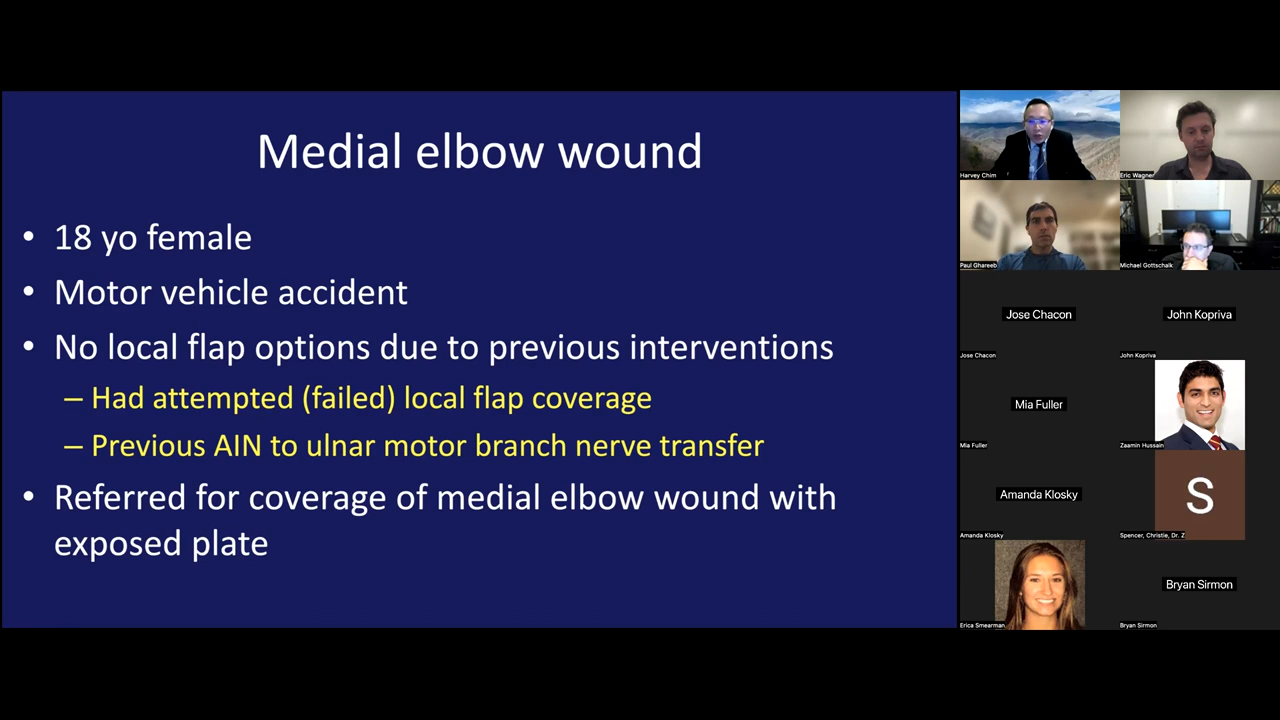 Medial elbow wound
• 18 yo female
• Motor vehicle accident
• No local flap options due to previous interventions
– Had attempted (failed) local flap coverage
– Previous AIN to ulnar motor branch nerve transfer
• Referred for coverage of medial elbow wound with
exposed plate
Harvey Chim
Eric Wagner
Paul Ghareeb
Michael Gottschalk
Jose Chacon
Jose Chacon
John Kopriva
John Kopriva
Mia Fuller
Mia Fuller
Zaamin Hussain
Amanda Klosky
Amanda Klosky
S
Spencer, Christie, Dr. Z
Erica Smearman
Bryan Sirmon
Bryan Sirmon